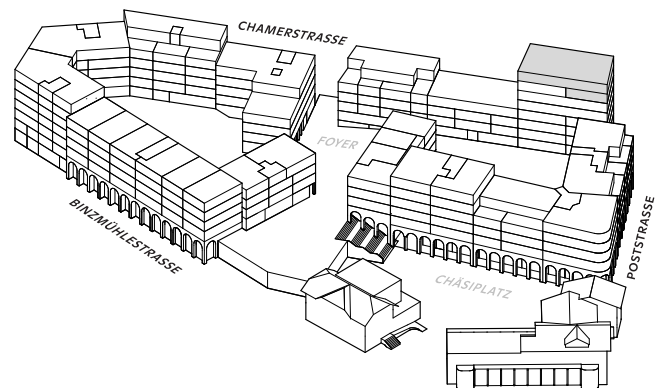 CHAMERSTRASSE
FOYER
BINZMÜHLESTRASSE
POSTSTRASSE
CHÄSIPLATZ